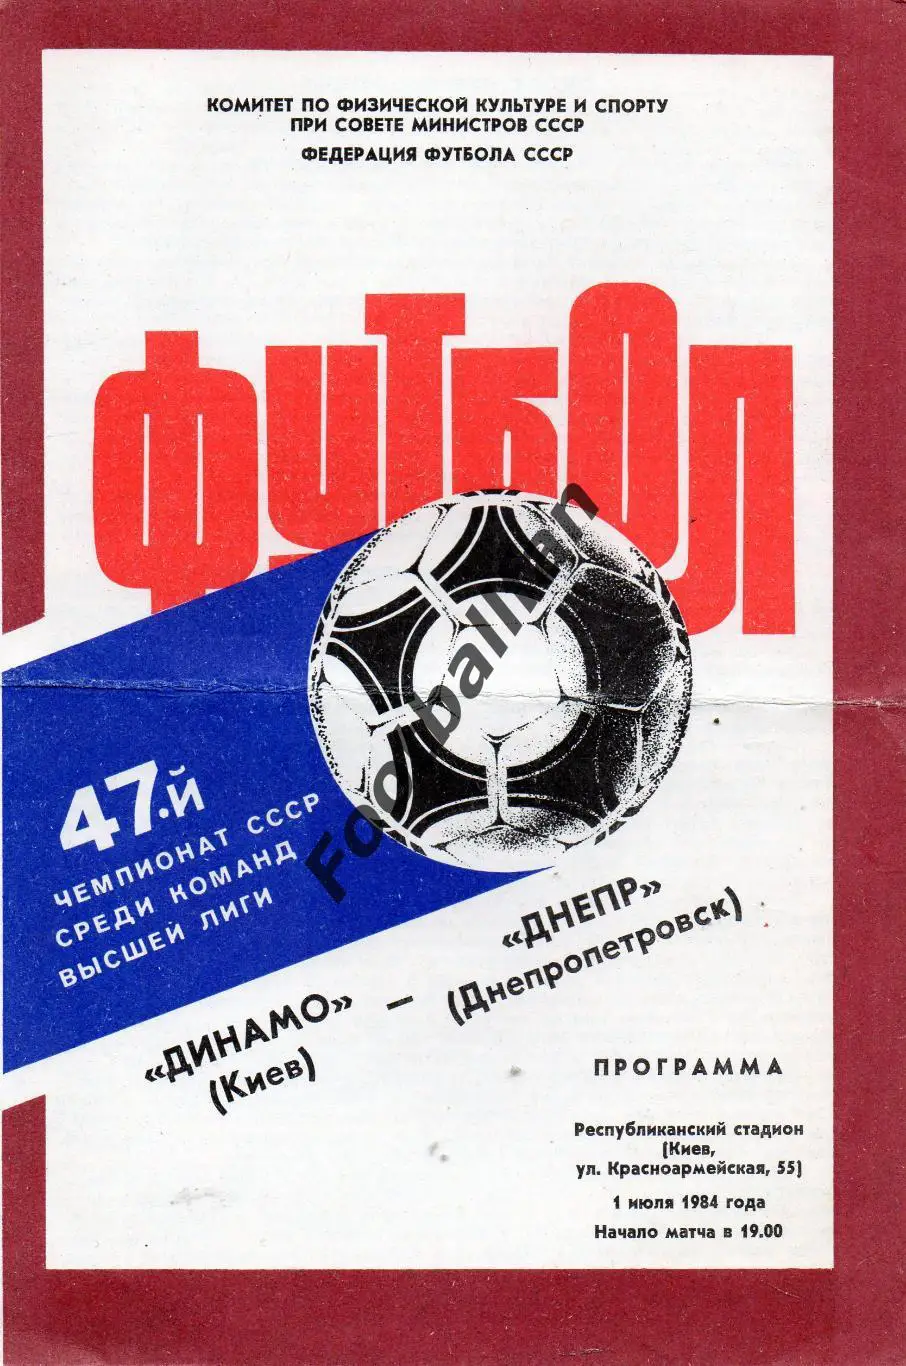 КОМИТЕТ ПО ФИЗИЧЕСКОЙ КУЛЬТУРЕ И СПОРТУ
ПРИ СОВЕТЕ МИНИСТРОВ СССР
ФЕДЕРАЦИЯ ФУТБОЛА СССР
ФУТБОЛ
Footballman
47-й
ЧЕМПИОНАТ СССР
СРЕДИ КОМАНД
ВЫСШЕЙ ЛИГИ
«ДИНАМО» – «ДНЕПР»
(Киев) (Днепропетровск)
ПРОГРАММА
Республиканский стадион
(Киев,
ул. Красноармейская, 55)
1 июля 1984 года
Начало матча в 19.00